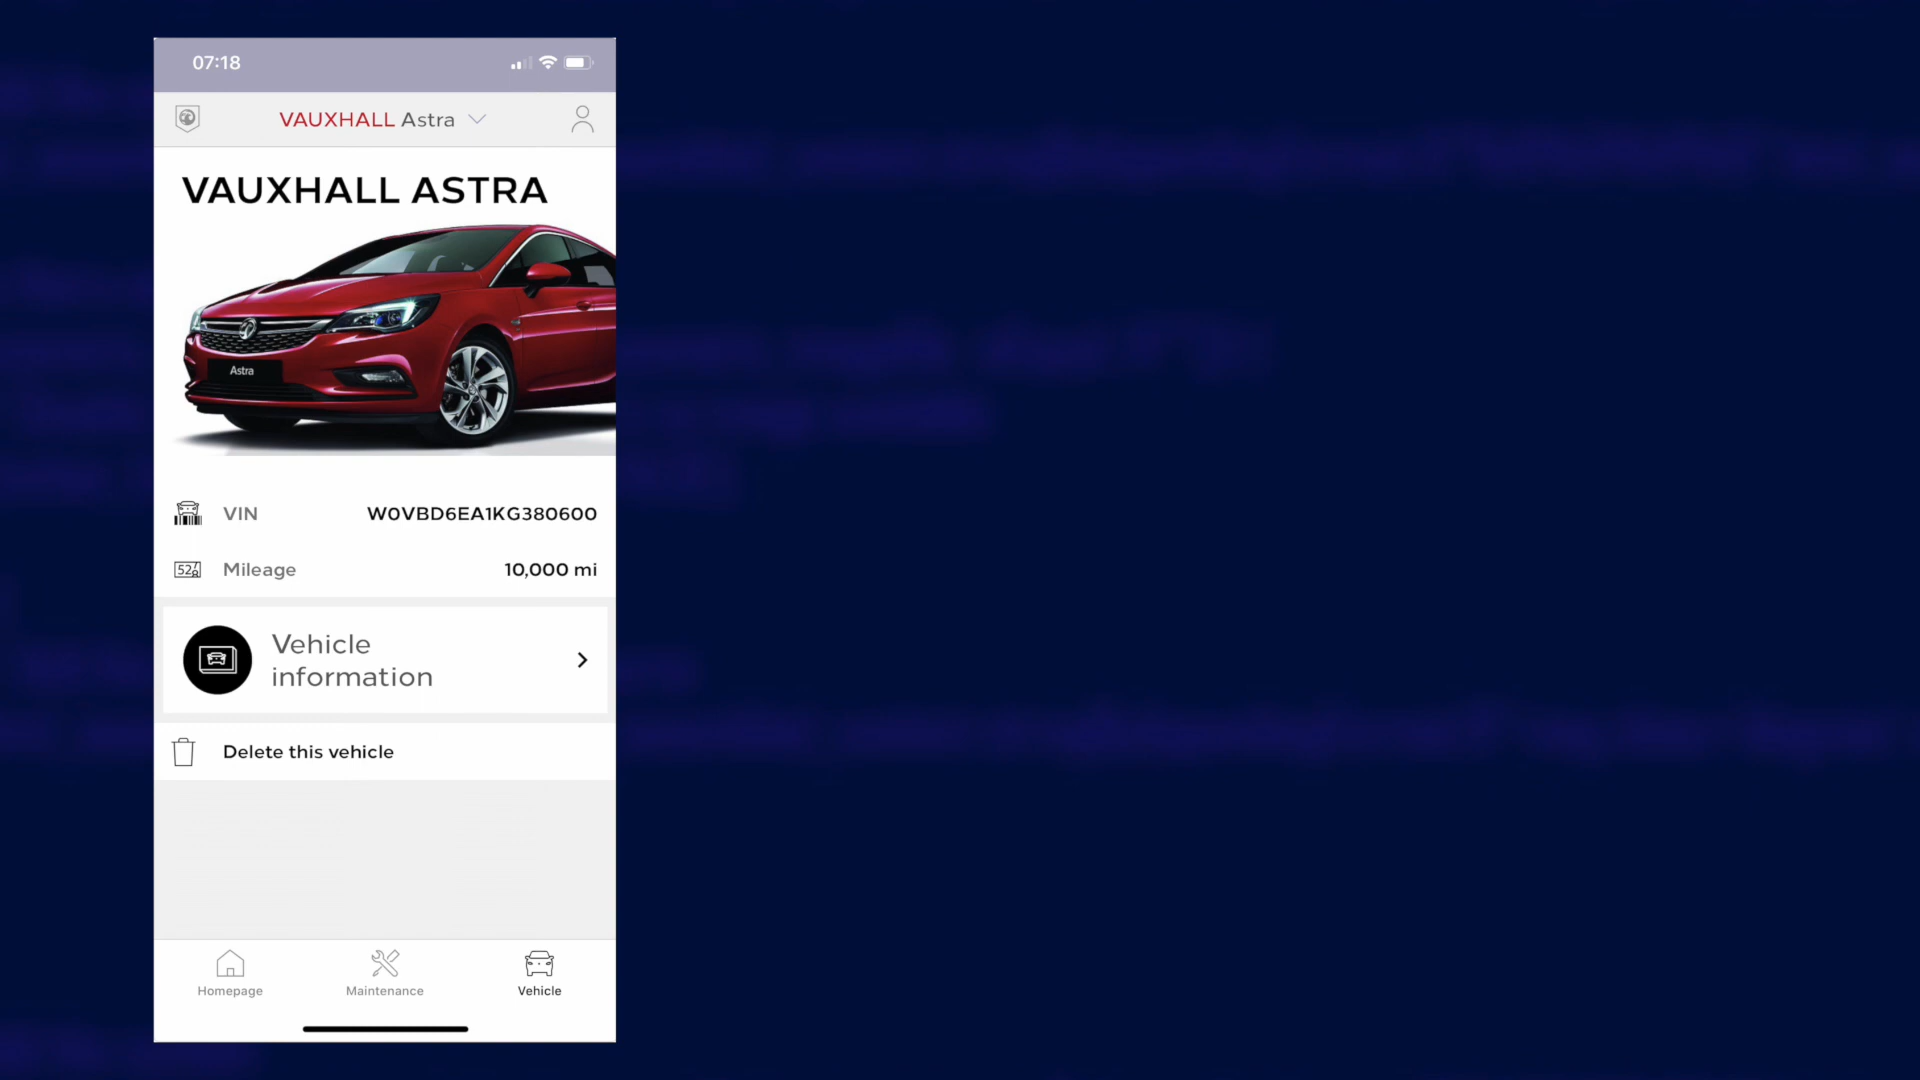 07:18
VAUXHALL Astra
VAUXHALL ASTRA
Astra
VIN W0VBD6EA1KG380600
Mileage 10,000 mi
Vehicle
information
Delete this vehicle
Homepage Maintenance Vehicle